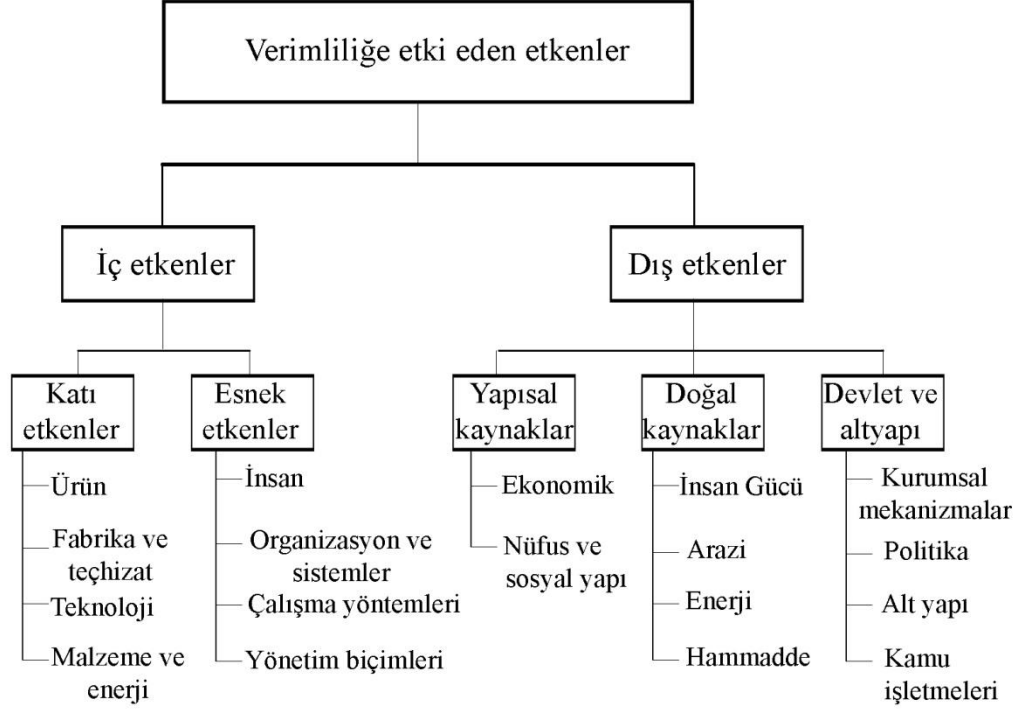 Verimliliğe etki eden etkenler
İç etkenler
Dış etkenler
Katı
etkenler
Esnek
etkenler
Yapısal
kaynaklar
Doğal
kaynaklar
Devlet ve
altyapı
Ürün
Fabrika ve
teçhizat
Teknoloji
Malzeme ve
enerji
İnsan
Organizasyon ve
sistemler
Çalışma yöntemleri
Yönetim biçimleri
Ekonomik
Nüfus ve
sosyal yapı
İnsan Gücü
Arazi
Enerji
Hammadde
Kurumsal
mekanizmalar
Politika
Alt yapı
Kamu
işletmeleri